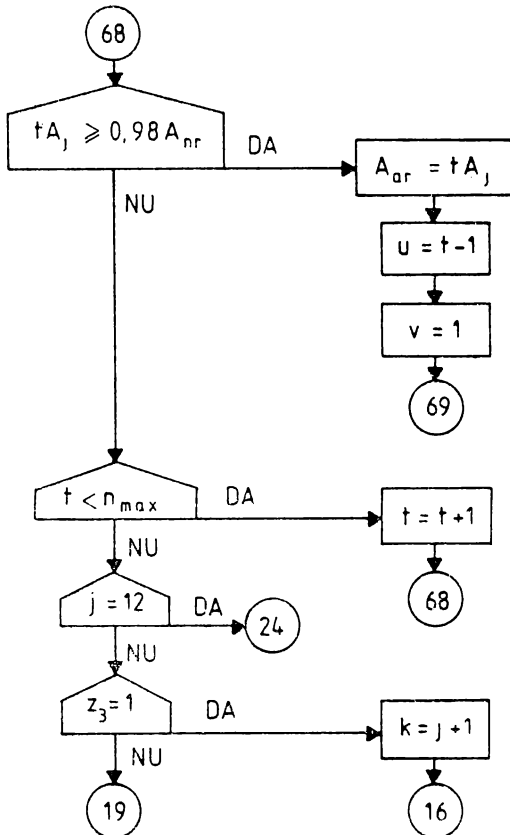 68
tA_j ⩾ 0,98 A_nr
DA
A_ar = tA_j
NU
u = t-1
v = 1
69
t < n_max
DA
t = t+1
NU
68
j = 12
DA
24
NU
z_3=1
DA
k = j+1
NU
19
16